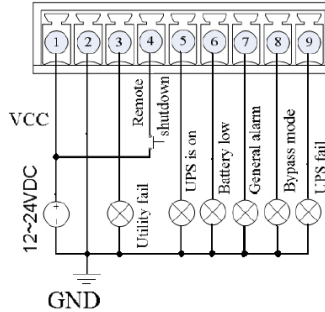 1 2 3 4 5 6 7 8 9
VCC
Remote
shutdown
12~24VDC
+
-
Utility fail
UPS is on
Battery low
General alarm
Bypass mode
UPS fail
GND